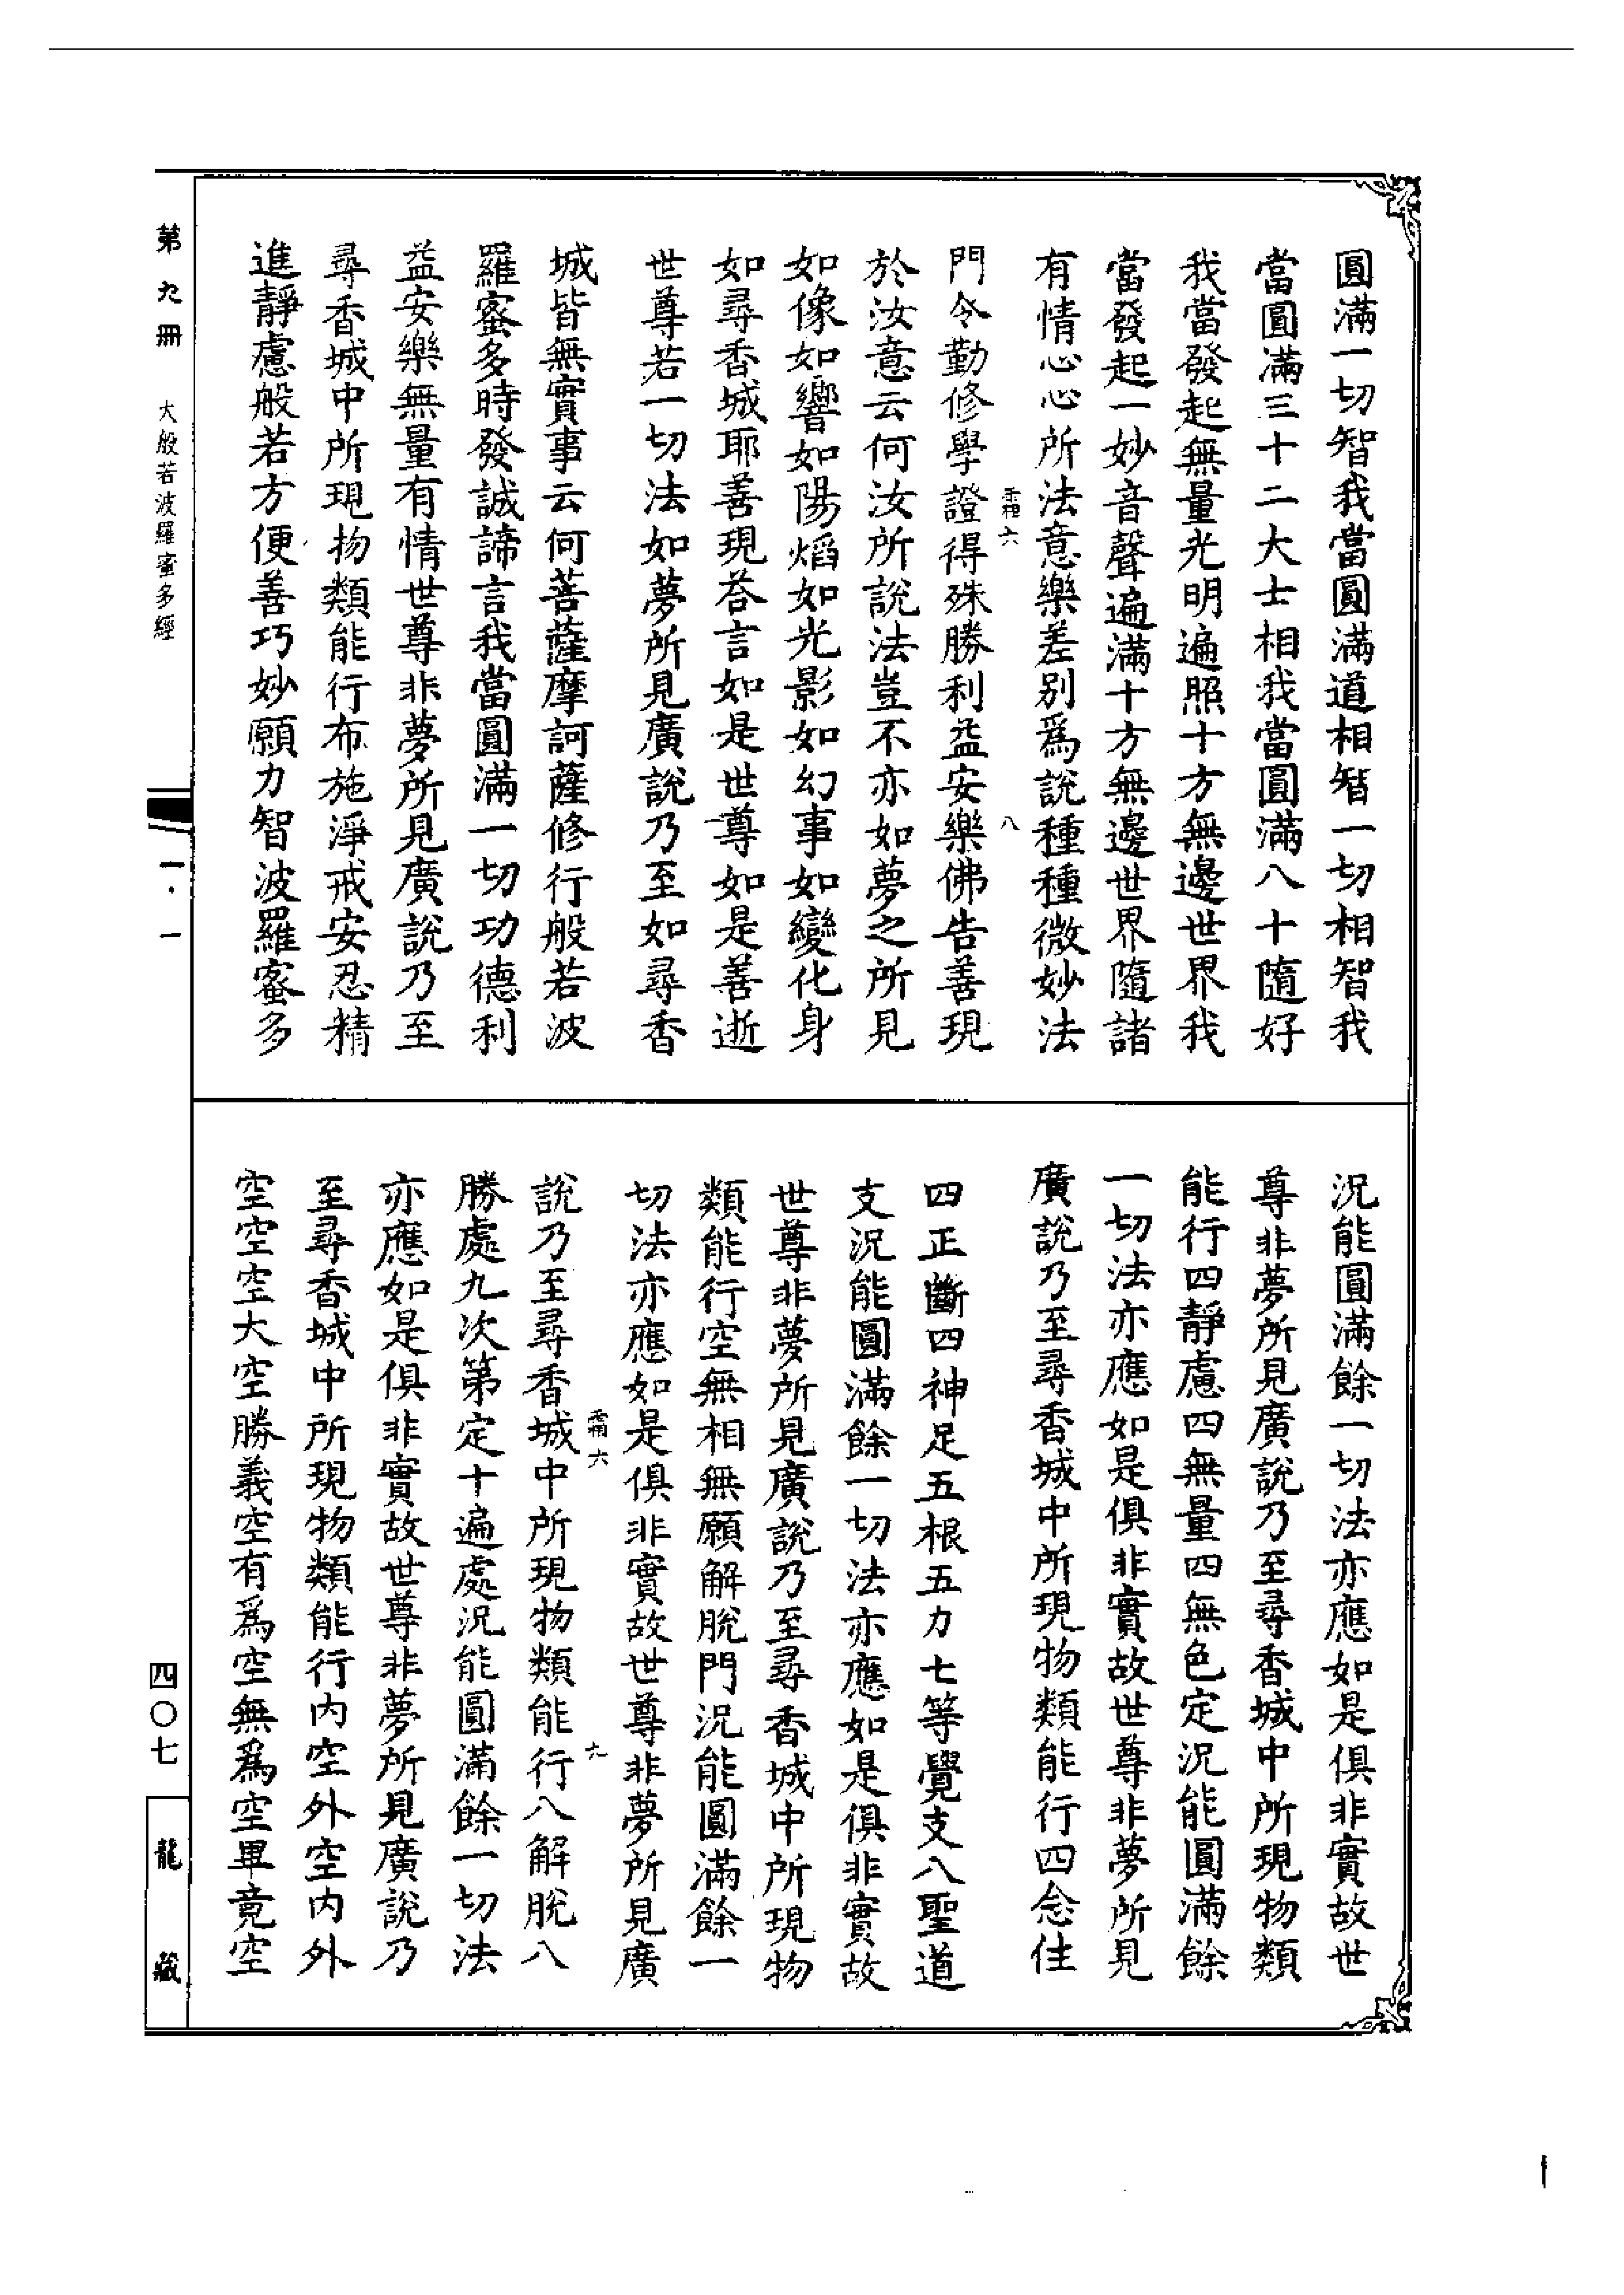 圓滿一切智我當圓滿道相智一切相智我
當圓滿三十二大士相我當圓滿八十隨好
我當發起無量光明遍照十方無邊世界我
當發起一妙音聲遍滿十方無邊世界隨諸
有情心心所法意樂差別爲說種種微妙法
霜六 八
門令勤修學證得殊勝利益安樂佛告善現
於汝意云何汝所說法豈不亦如夢之所見
如像如響如陽焰如光影如幻事如變化身
如尋香城耶善現荅言如是世尊如是善逝
世尊若一切法如夢所見廣說乃至如尋香
城皆無實事云何菩薩摩訶薩修行般若波
羅蜜多時發誠諦言我當圓滿一切功德利
益安樂無量有情世尊非夢所見廣說乃至
尋香城中所現物類能行布施淨戒安忍精
進靜慮般若方便善巧妙願力智波羅蜜多
況能圓滿餘一切法亦應如是俱非實故世
尊非夢所見廣說乃至尋香城中所現物類
能行四靜慮四無量四無色定況能圓滿餘
一切法亦應如是俱非實故世尊非夢所見
廣說乃至尋香城中所現物類能行四念住
四正斷四神足五根五力七等覺支八聖道
支況能圓滿餘一切法亦應如是俱非實故
世尊非夢所見廣說乃至尋香城中所現物
類能行空無相無願解脫門況能圓滿餘一
切法亦應如是俱非實故世尊非夢所見廣
霜六 九
說乃至尋香城中所現物類能行八解脫八
勝處九次第定十遍處況能圓滿餘一切法
亦應如是俱非實故世尊非夢所見廣說乃
至尋香城中所現物類能行内空外空内外
空空空大空勝義空有爲空無爲空畢竟空
第九冊 大般若波羅蜜多經 一·一 四〇七 龍藏